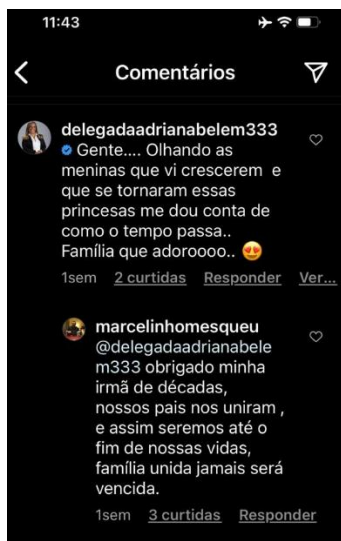 11:43
Comentários
delegadaadrianabelem333
Gente.... Olhando as
meninas que vi crescerem e
que se tornaram essas
princesas me dou conta de
como o tempo passa..
Família que adoroooo.. 😍
1sem 2 curtidas Responder Ver...
marcelinhomesqueu
@delegadaadrianabele
m333 obrigado minha
irmã de décadas,
nossos pais nos uniram ,
e assim seremos até o
fim de nossas vidas,
família unida jamais será
vencida.
1sem 3 curtidas Responder